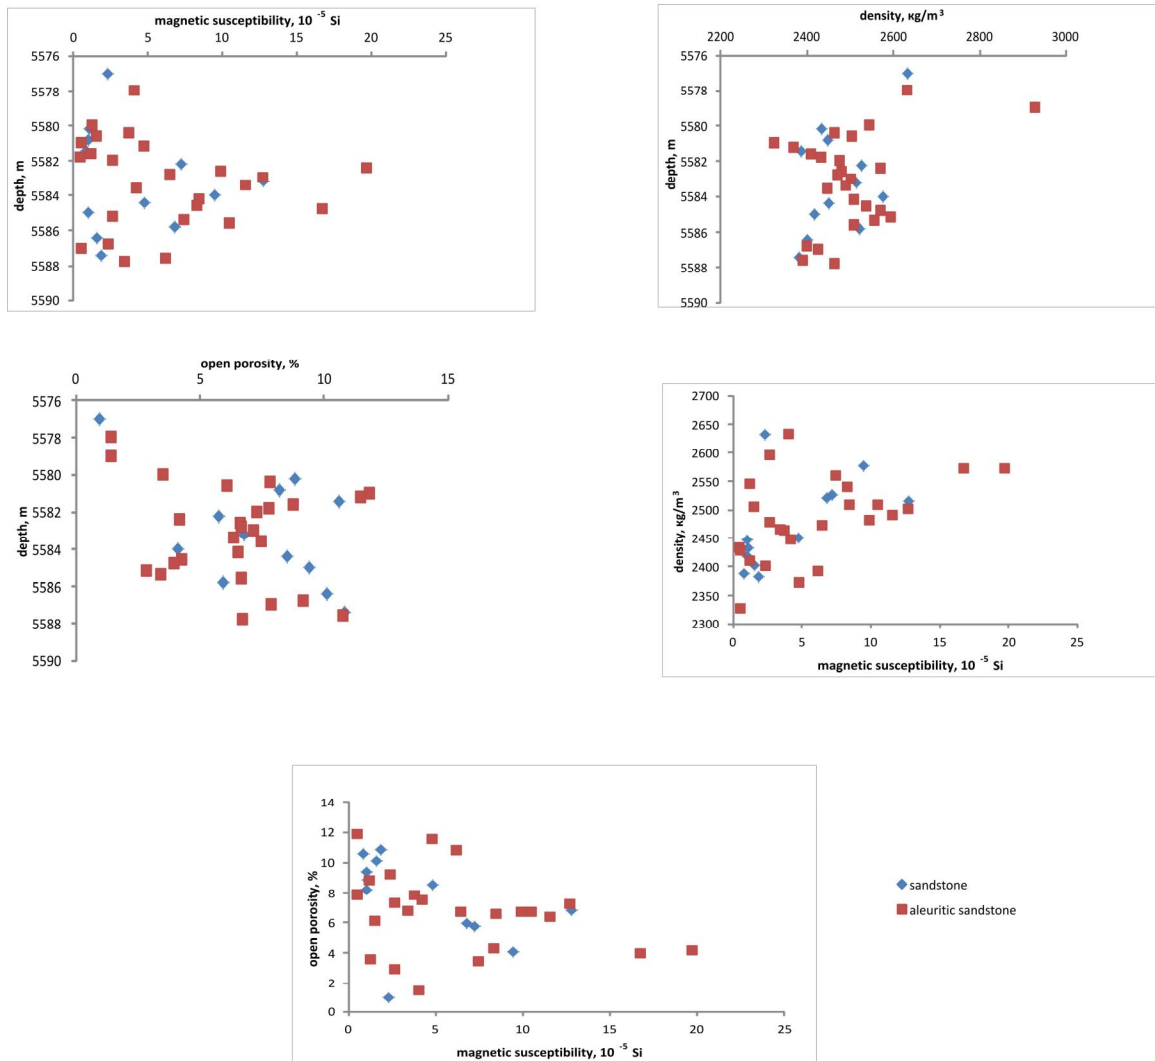 magnetic susceptibility, 10 ⁻⁵ Si
0 5 10 15 20 25
5576
5578
5580
5582
5584
5586
5588
5590
depth, m
density, кg/m³
2200 2400 2600 2800 3000
5576
5578
5580
5582
5584
5586
5588
5590
depth, m
open porosity, %
0 5 10 15
5576
5578
5580
5582
5584
5586
5588
5590
depth, m
2700
2650
2600
2550
2500
2450
2400
2350
2300
density, кg/m³
0 5 10 15 20 25
magnetic susceptibility, 10 ⁻⁵ Si
14
12
10
8
6
4
2
0
open porosity, %
0 5 10 15 20 25
magnetic susceptibility, 10 ⁻⁵ Si
sandstone
aleuritic sandstone